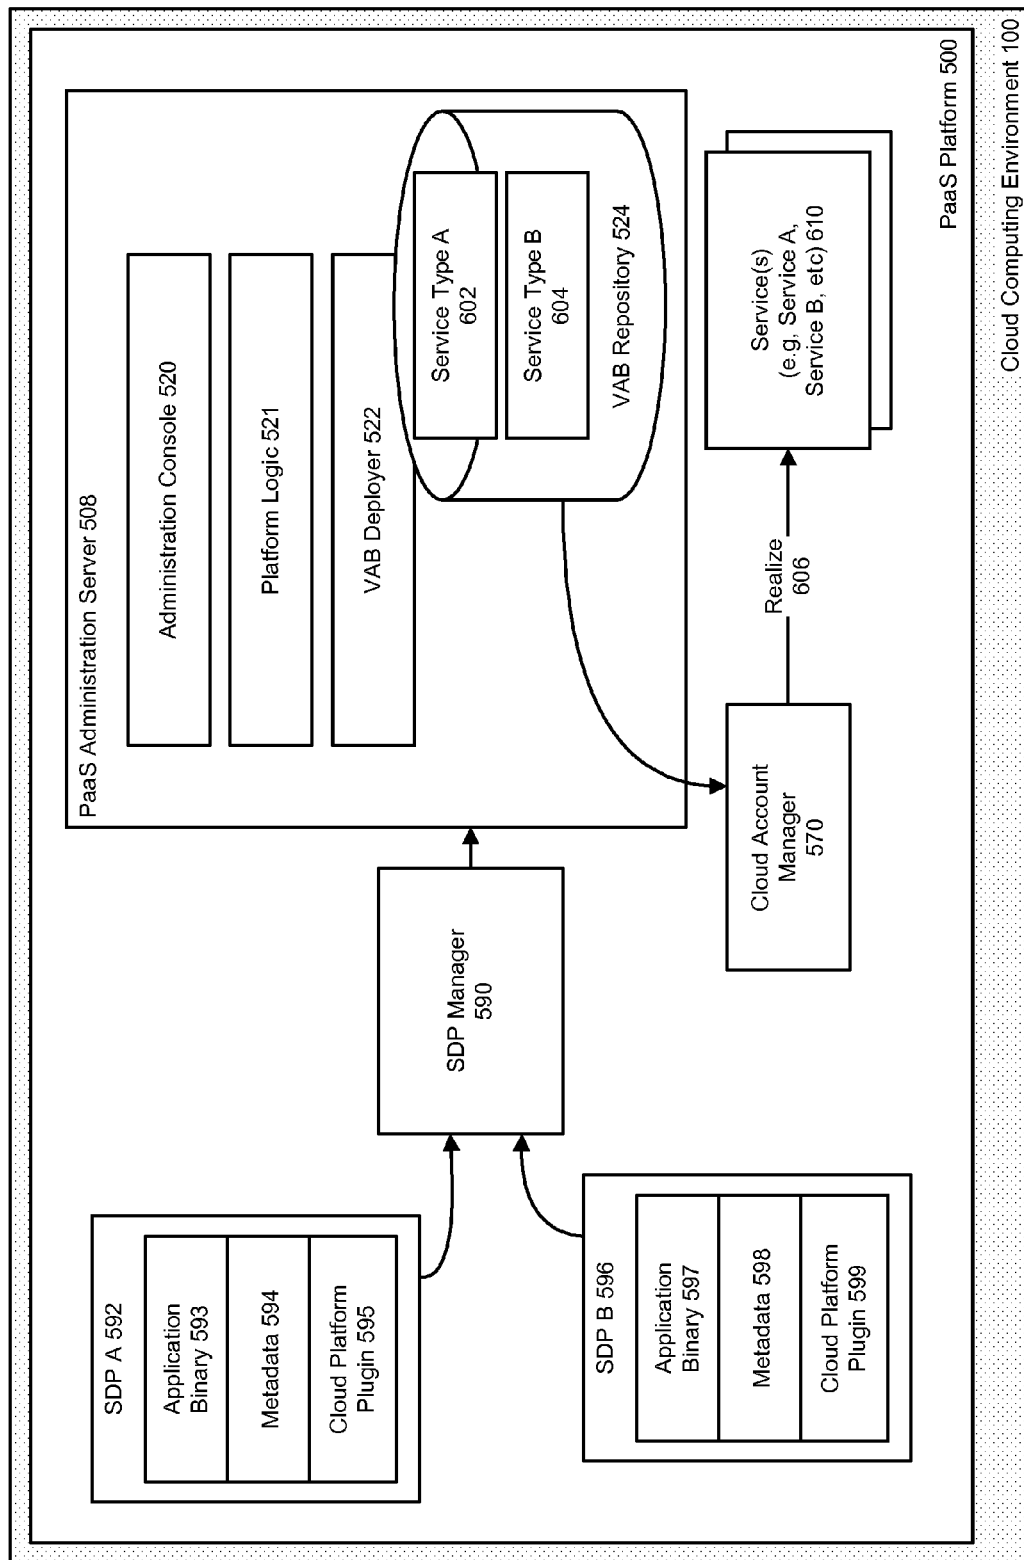 SDP A 592
Application
Binary 593
Metadata 594
Cloud Platform
Plugin 595
SDP B 596
Application
Binary 597
Metadata 598
Cloud Platform
Plugin 599
SDP Manager
590
PaaS Administration Server 508
Administration Console 520
Platform Logic 521
VAB Deployer 522
Service Type A
602
Service Type B
604
VAB Repository 524
Cloud Account
Manager
570
Realize
606
Service(s)
(e.g, Service A,
Service B, etc) 610
PaaS Platform 500
Cloud Computing Environment 100